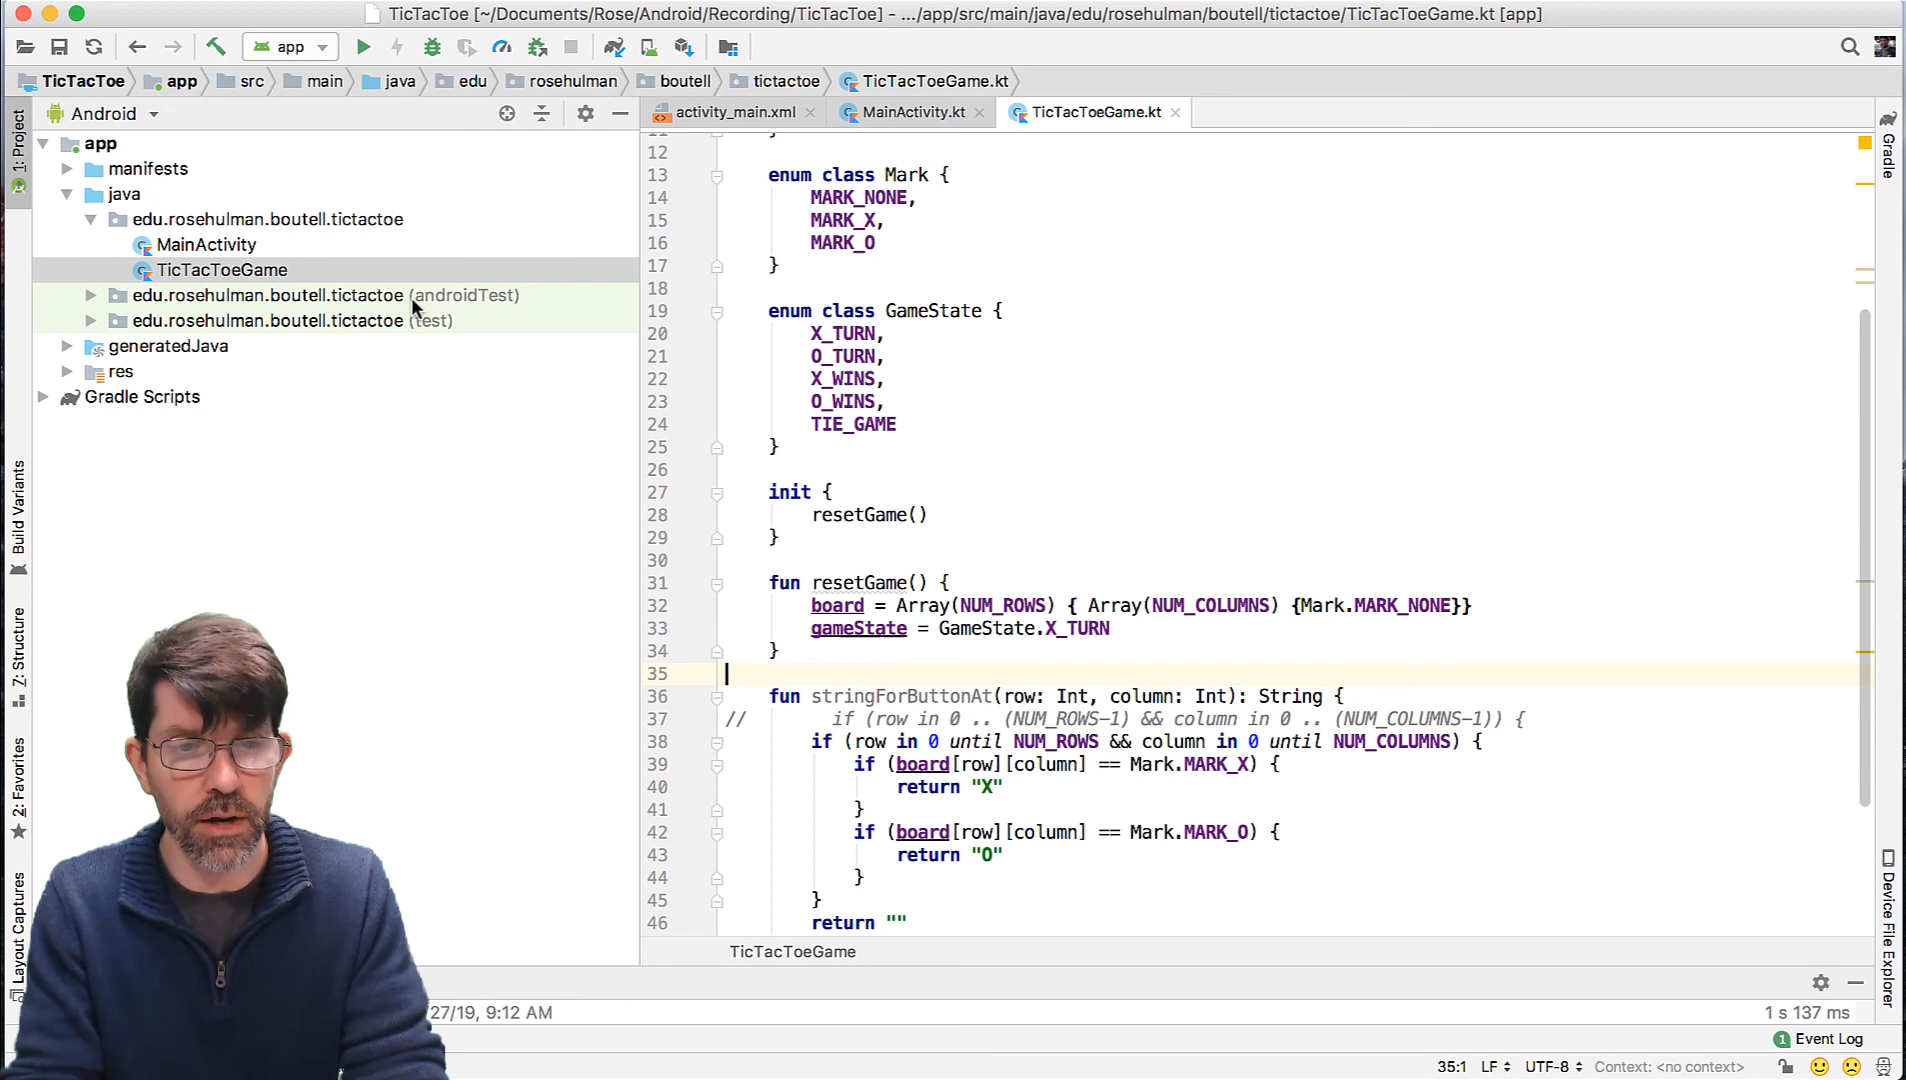 TicTacToe [~/Documents/Rose/Android/Recording/TicTacToe] - .../app/src/main/java/edu/rosehulman/boutell/tictactoe/TicTacToeGame.kt [app]
app
TicTacToe app src main java edu rosehulman boutell tictactoe TicTacToeGame.kt
1: Project
Android
activity_main.xml
MainActivity.kt
TicTacToeGame.kt
Gradle
app
manifests
java
edu.rosehulman.boutell.tictactoe
MainActivity
TicTacToeGame
edu.rosehulman.boutell.tictactoe (androidTest)
edu.rosehulman.boutell.tictactoe (test)
generatedJava
res
Gradle Scripts
Build Variants
7: Structure
2: Favorites
Layout Captures
12
13 enum class Mark {
14 MARK_NONE,
15 MARK_X,
16 MARK_O
17 }
18
19 enum class GameState {
20 X_TURN,
21 O_TURN,
22 X_WINS,
23 O_WINS,
24 TIE_GAME
25 }
26
27 init {
28 resetGame()
29 }
30
31 fun resetGame() {
32 board = Array(NUM_ROWS) { Array(NUM_COLUMNS) {Mark.MARK_NONE}}
33 gameState = GameState.X_TURN
34 }
35
36 fun stringForButtonAt(row: Int, column: Int): String {
37 // if (row in 0 .. (NUM_ROWS-1) && column in 0 .. (NUM_COLUMNS-1)) {
38 if (row in 0 until NUM_ROWS && column in 0 until NUM_COLUMNS) {
39 if (board[row][column] == Mark.MARK_X) {
40 return "X"
41 }
42 if (board[row][column] == Mark.MARK_O) {
43 return "O"
44 }
45 }
46 return ""
TicTacToeGame
Device File Explorer
27/19, 9:12 AM
1 s 137 ms
1 Event Log
35:1 LF UTF-8 Context: <no context>